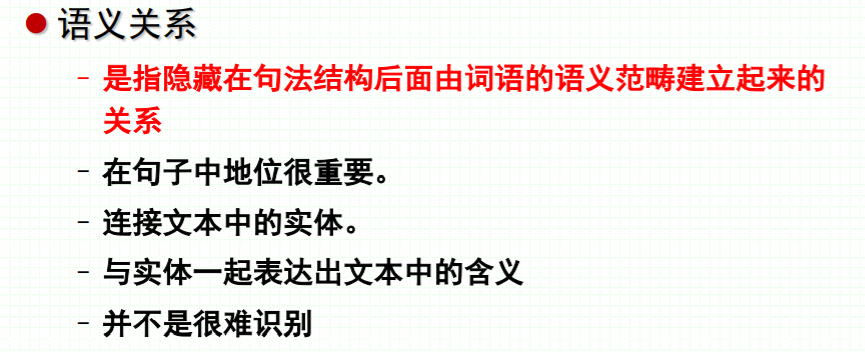 ● 语义关系
– 是指隐藏在句法结构后面由词语的语义范畴建立起来的
关系
– 在句子中地位很重要。
– 连接文本中的实体。
– 与实体一起表达出文本中的含义
– 并不是很难识别